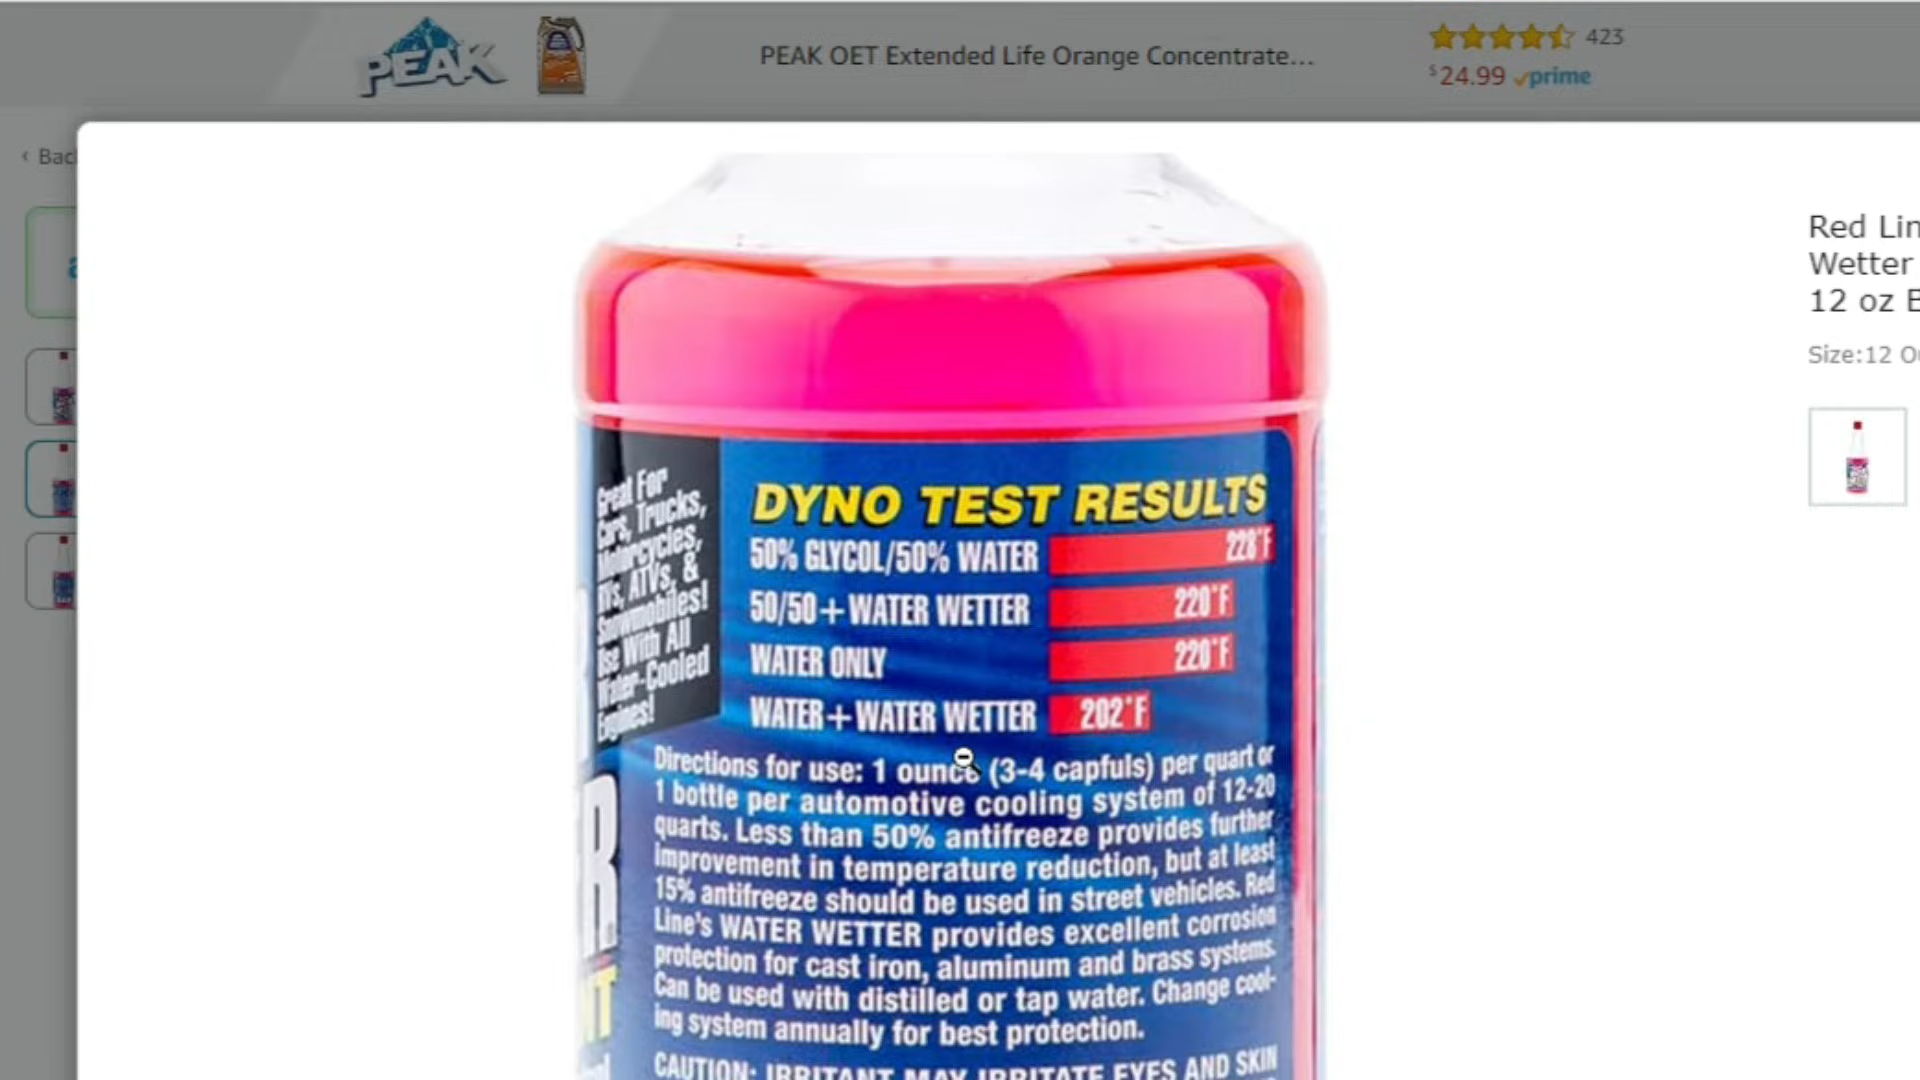 PEAK
PEAK OET Extended Life Orange Concentrate...
423
$24.99 prime
‹ Bac
Red Lin
Wetter
12 oz B
Size:12 O
Great For
Cars, Trucks,
Motorcycles,
RVs, ATVs, &
Snowmobiles!
Use With All
Water-Cooled
Engines!
DYNO TEST RESULTS
50% GLYCOL/50% WATER 228°F
50/50+WATER WETTER 220°F
WATER ONLY 220°F
WATER+WATER WETTER 202°F
Directions for use: 1 ounce (3-4 capfuls) per quart or
1 bottle per automotive cooling system of 12-20
quarts. Less than 50% antifreeze provides further
improvement in temperature reduction, but at least
15% antifreeze should be used in street vehicles. Red
Line's WATER WETTER provides excellent corrosion
protection for cast iron, aluminum and brass systems.
Can be used with distilled or tap water. Change cool-
ing system annually for best protection.
CAUTION: IRRITANT MAY IRRITATE EYES AND SKIN